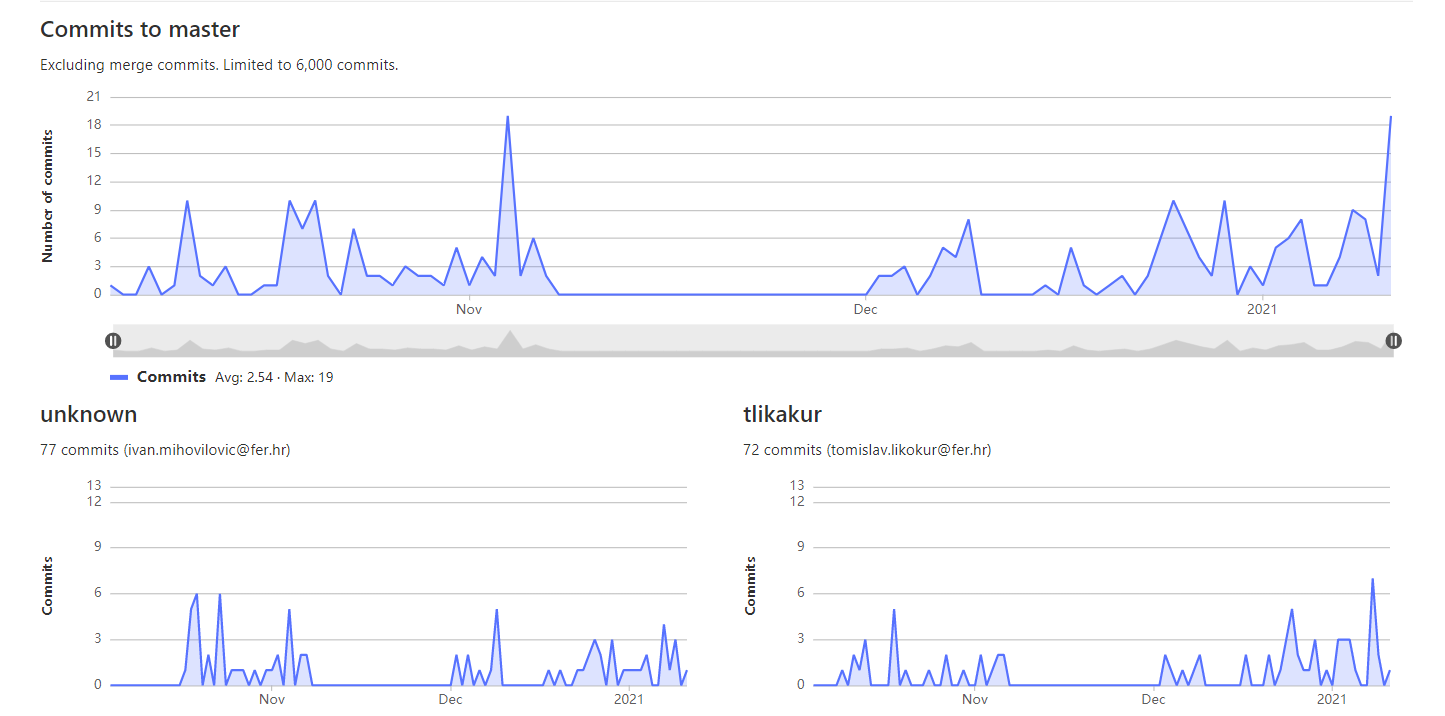 Commits to master
Excluding merge commits. Limited to 6,000 commits.
Number of commits
21
18
15
12
9
6
3
0
Nov
Dec
2021
Commits Avg: 2.54 · Max: 19
unknown
77 commits (ivan.mihovilovic@fer.hr)
Commits
13
12
9
6
3
0
Nov
Dec
2021
tlikakur
72 commits (tomislav.likokur@fer.hr)
Commits
13
12
9
6
3
0
Nov
Dec
2021